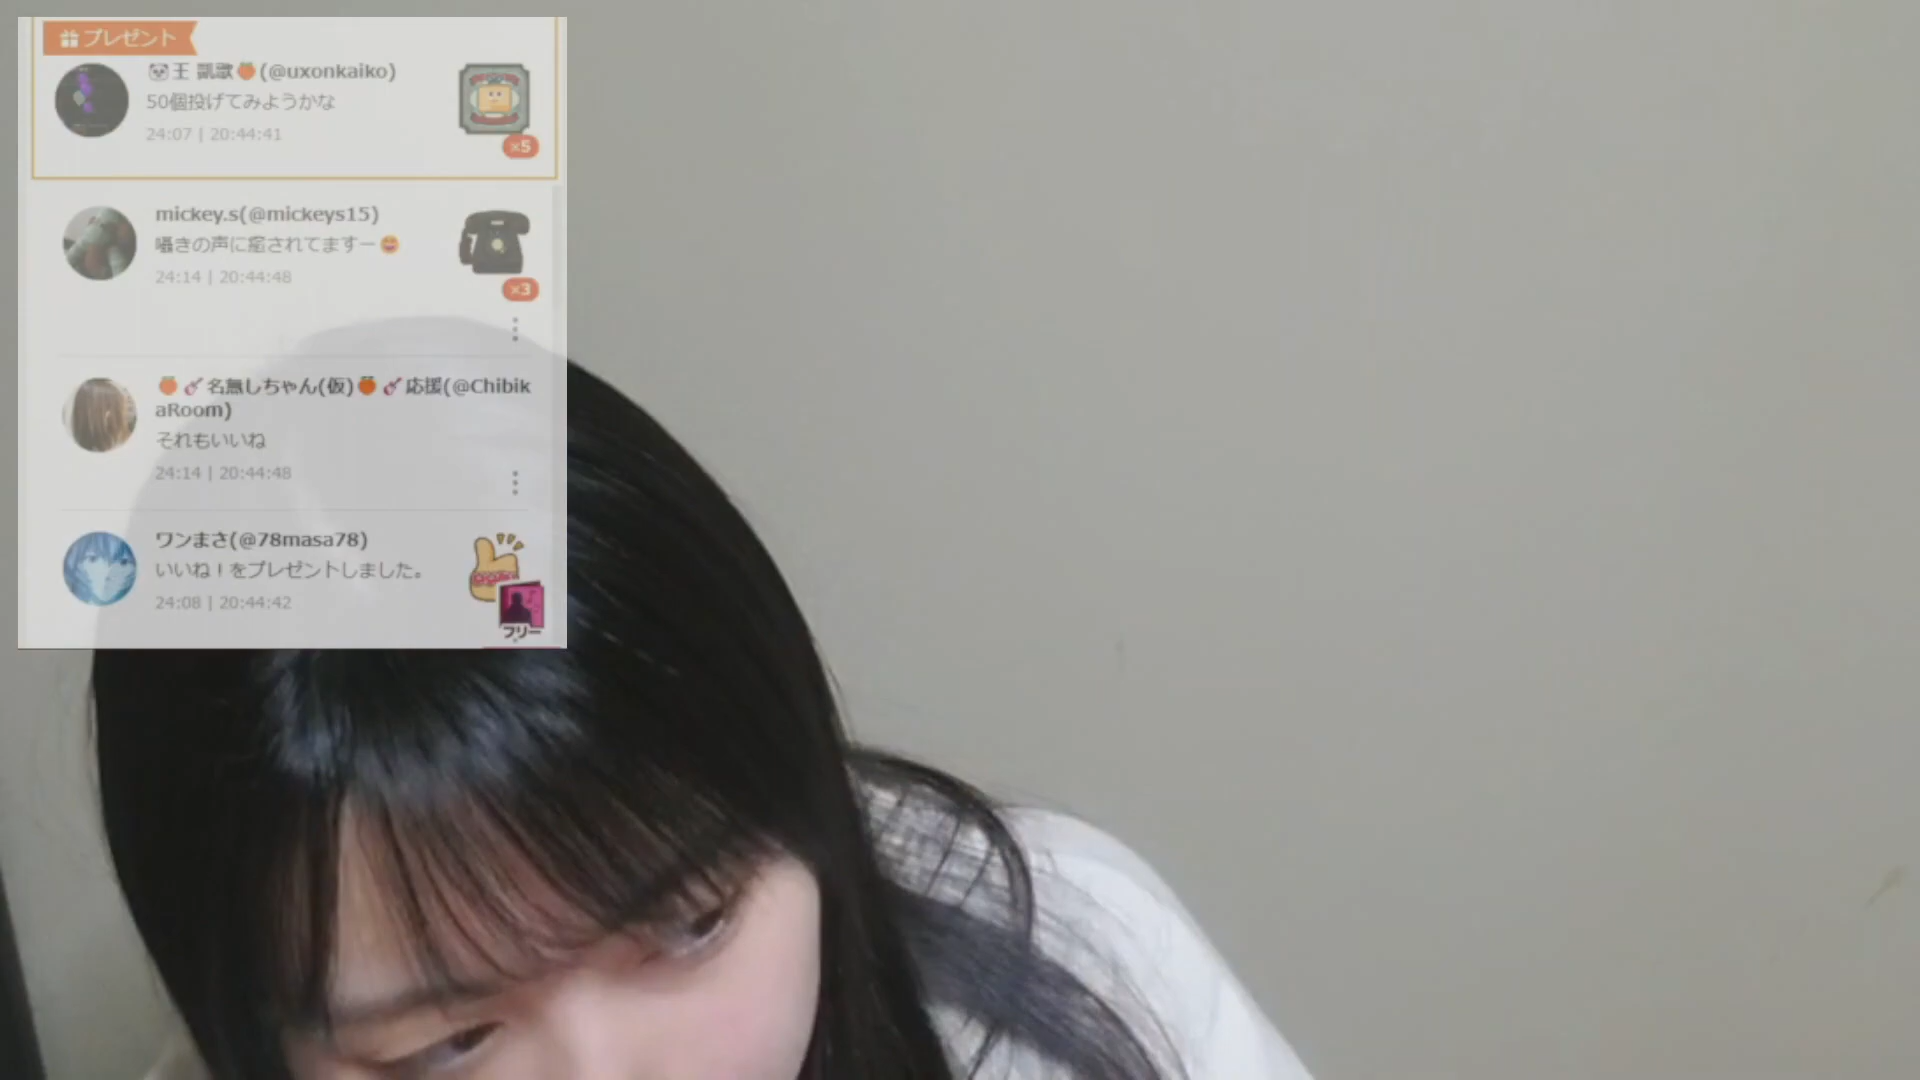 プレゼント
王 凱歌(@uxonkaiko)
50個投げてみようかな
24:07 | 20:44:41
×5
mickey.s(@mickeys15)
囁きの声に癒されてますー
24:14 | 20:44:48
×3
名無しちゃん(仮)応援(@Chibik
aRoom)
それもいいね
24:14 | 20:44:48
ワンまさ(@78masa78)
いいね！をプレゼントしました。
24:08 | 20:44:42
フリー